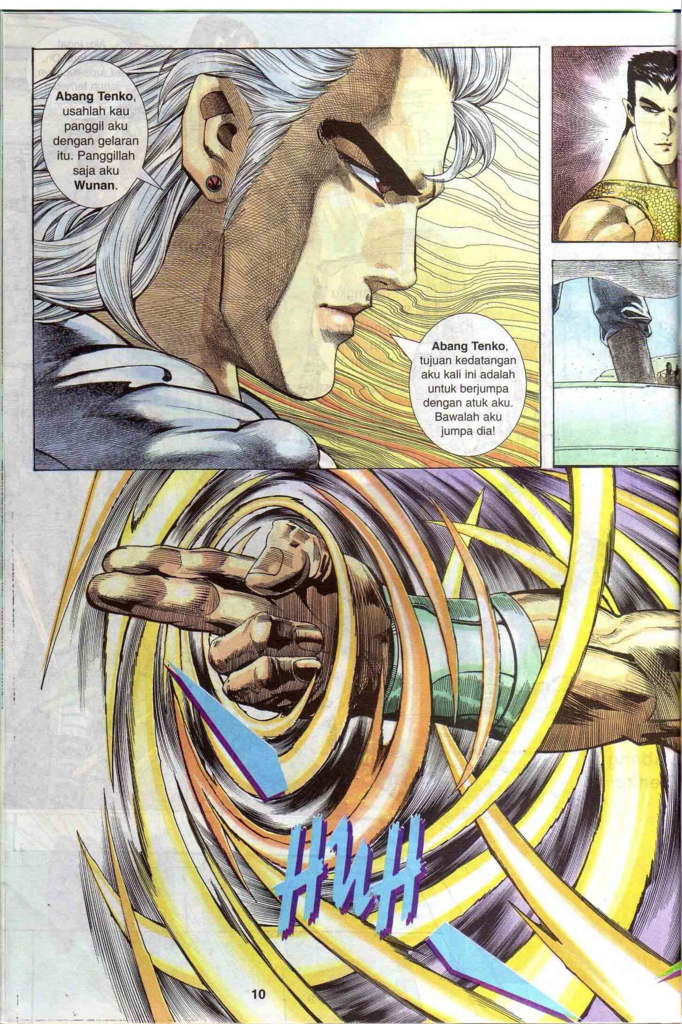 Abang Tenko,
usahlah kau
panggil aku
dengan gelaran
itu. Panggillah
saja aku
Wunan.
Abang Tenko,
tujuan kedatangan
aku kali ini adalah
untuk berjumpa
dengan atuk aku.
Bawalah aku
jumpa dia!
HUH
10